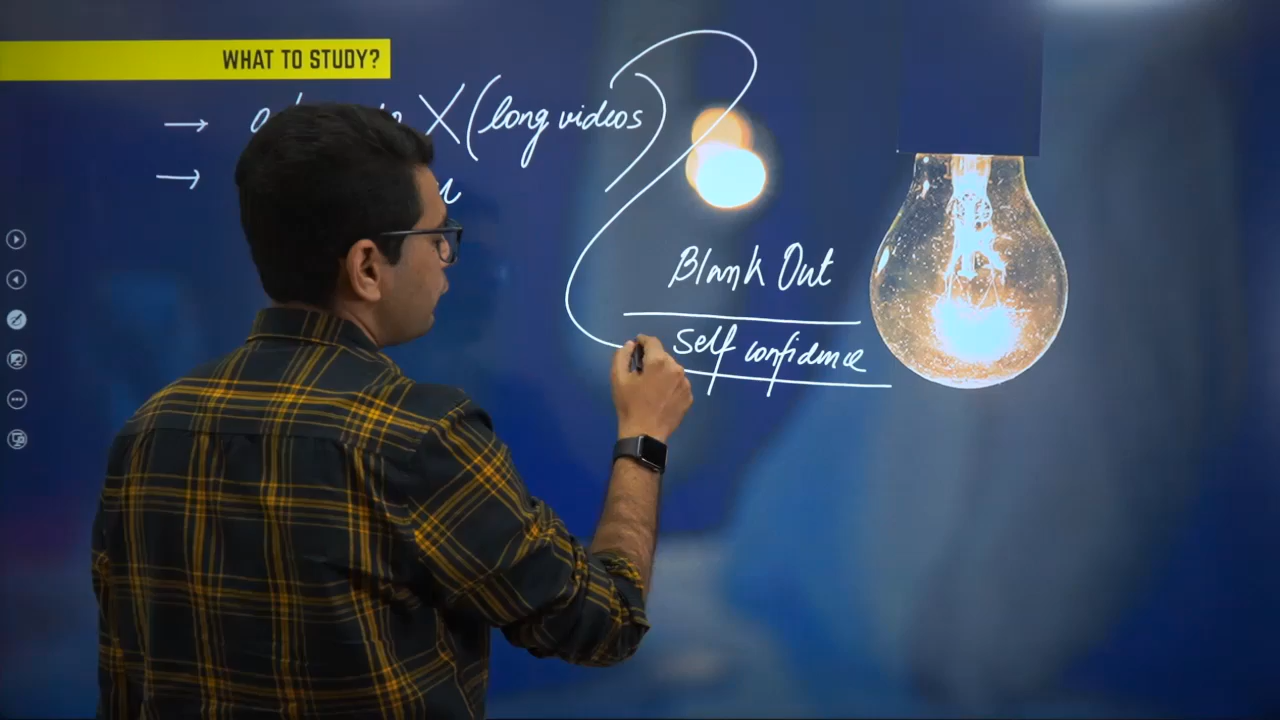 WHAT TO STUDY?
→ X (long videos)
→
Blank Out
Self confidence